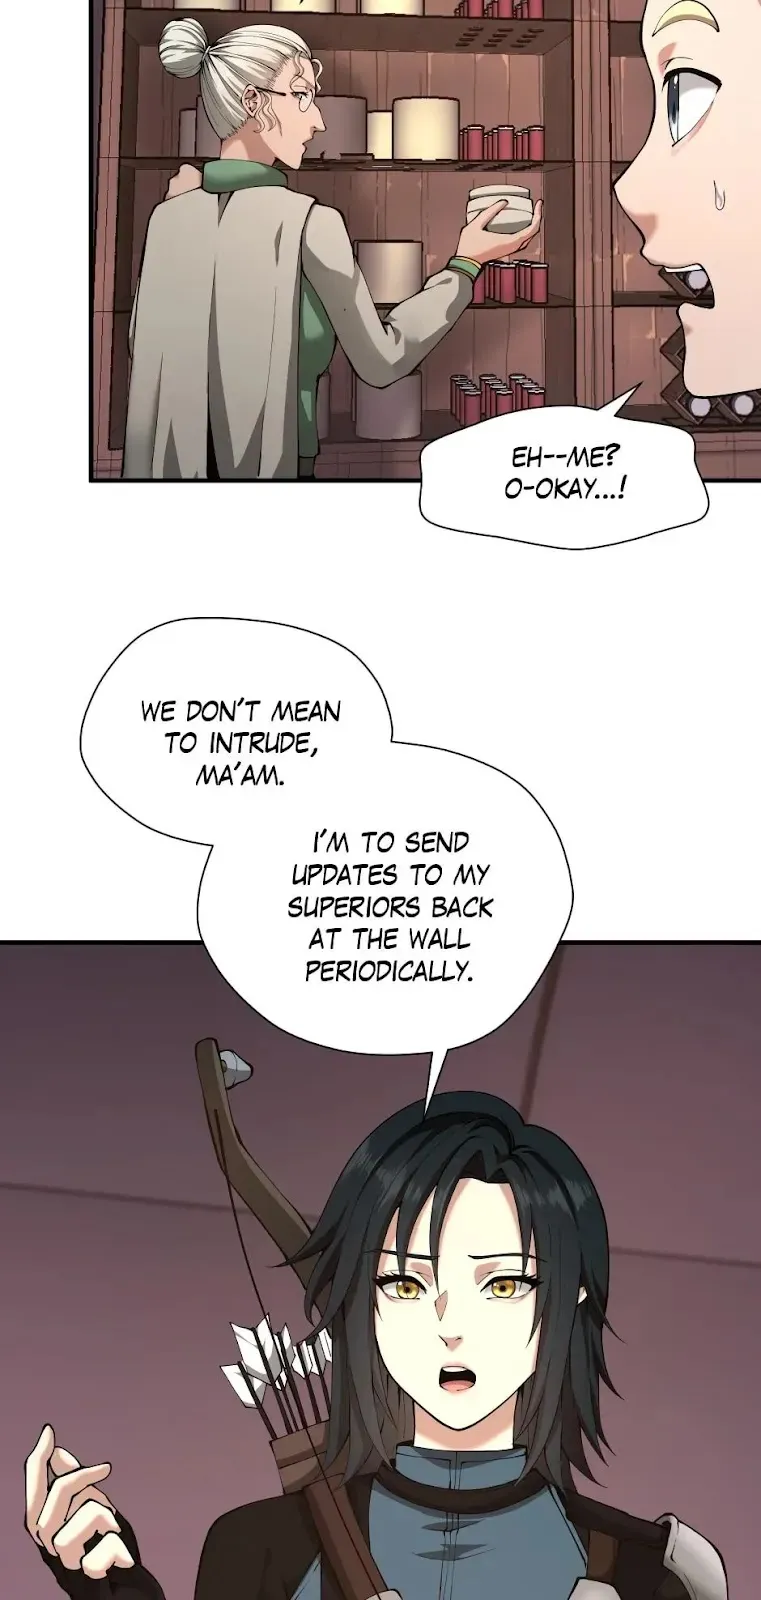 EH--ME?
O-OKAY...!
WE DON'T MEAN
TO INTRUDE,
MA'AM.
I'M TO SEND
UPDATES TO MY
SUPERIORS BACK
AT THE WALL
PERIODICALLY.